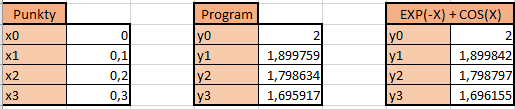 Punkty Program EXP(-X) + COS(X)
x0 0 y0 2 y0 2
x1 0,1 y1 1,899759 y1 1,899842
x2 0,2 y2 1,798634 y2 1,798797
x3 0,3 y3 1,695917 y3 1,696155